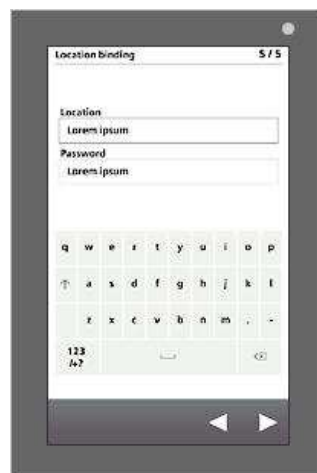 Location binding 5 / 5
Location
Lorem ipsum
Password
Lorem ipsum
q w e r t y u i o p
a s d f g h j k l
z x c v b n m . -
123
/+?